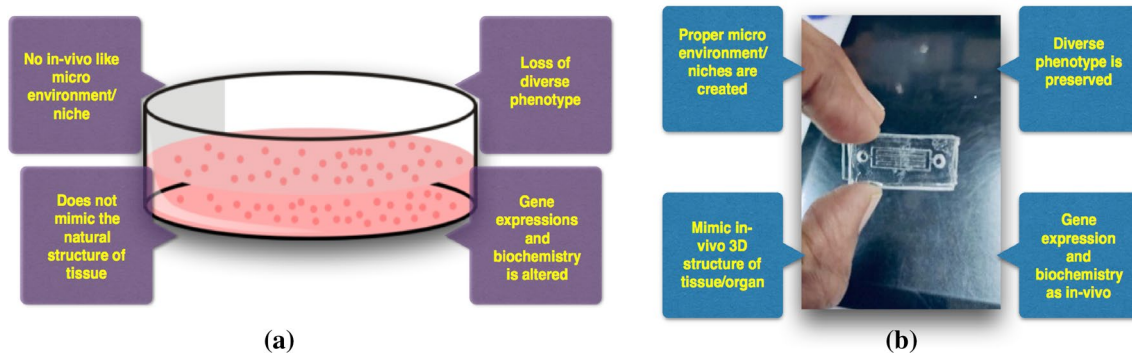 No in-vivo like
micro
environment/
niche
Loss of
diverse
phenotype
Does not
mimic the
natural
structure of
tissue
Gene
expressions
and
biochemistry
is altered
(a)
Proper micro
environment/
niches are
created
Diverse
phenotype is
preserved
Mimic in-
vivo 3D
structure of
tissue/organ
Gene
expression
and
biochemistry
as in-vivo
(b)